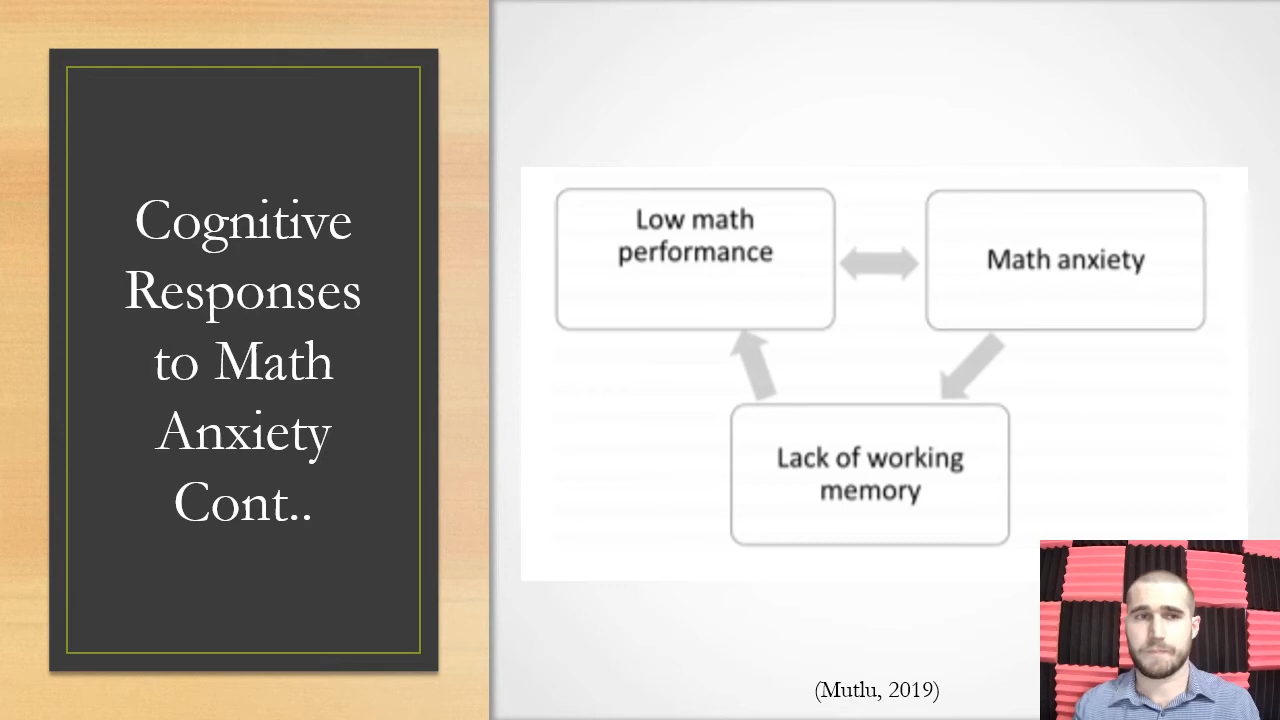 Cognitive
Responses
to Math
Anxiety
Cont..
Low math
performance
Math anxiety
Lack of working
memory
(Mutlu, 2019)